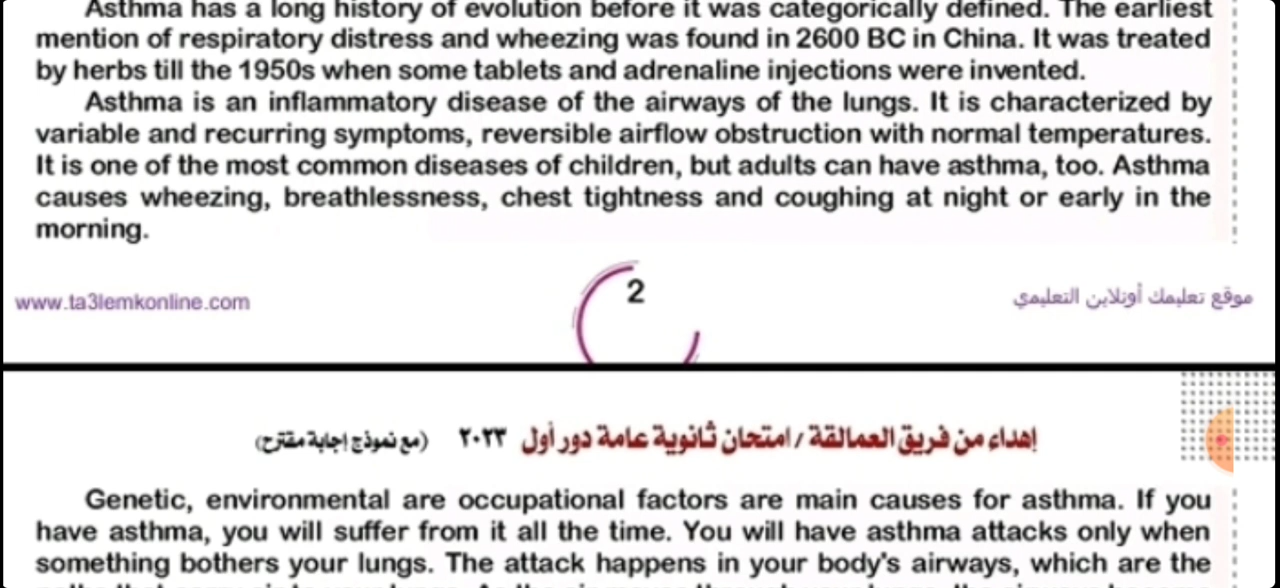 Asthma has a long history of evolution before it was categorically defined. The earliest
mention of respiratory distress and wheezing was found in 2600 BC in China. It was treated
by herbs till the 1950s when some tablets and adrenaline injections were invented.
Asthma is an inflammatory disease of the airways of the lungs. It is characterized by
variable and recurring symptoms, reversible airflow obstruction with normal temperatures.
It is one of the most common diseases of children, but adults can have asthma, too. Asthma
causes wheezing, breathlessness, chest tightness and coughing at night or early in the
morning.
www.ta3lemkonline.com
2
موقع تعليمك أونلاين التعليمي
إهداء من فريق العمالقة / امتحان ثانوية عامة دور أول ٢٠٢٣ (مع نموذج إجابة مقترح)
Genetic, environmental are occupational factors are main causes for asthma. If you
have asthma, you will suffer from it all the time. You will have asthma attacks only when
something bothers your lungs. The attack happens in your body's airways, which are the